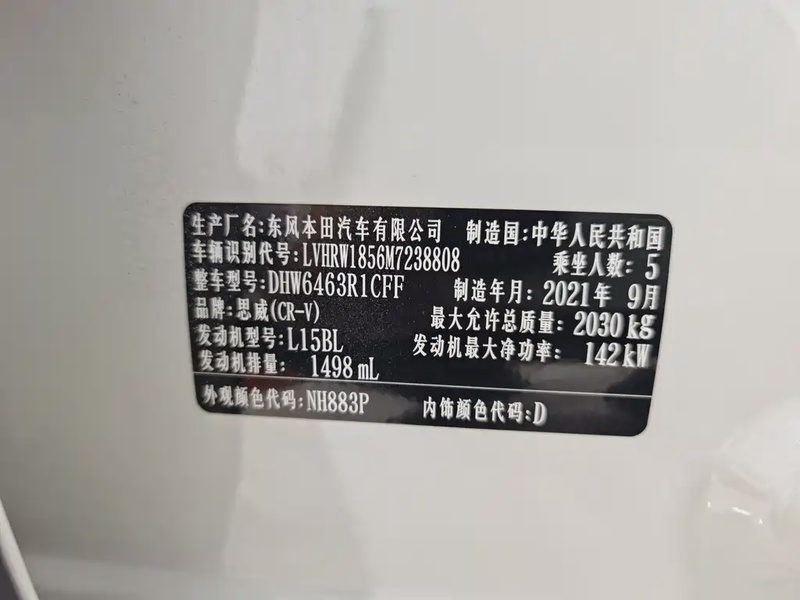 生产厂名:东风本田汽车有限公司 制造国:中华人民共和国
车辆识别代号:LVHRW1856M7238808 乘坐人数:5
整车型号:DHW6463R1CFF 制造年月:2021年 9月
品牌:思威(CR-V) 最大允许总质量:2030kg
发动机型号:L15BL 发动机最大净功率:142kW
发动机排量:1498mL
外观颜色代码:NH883P 内饰颜色代码:D